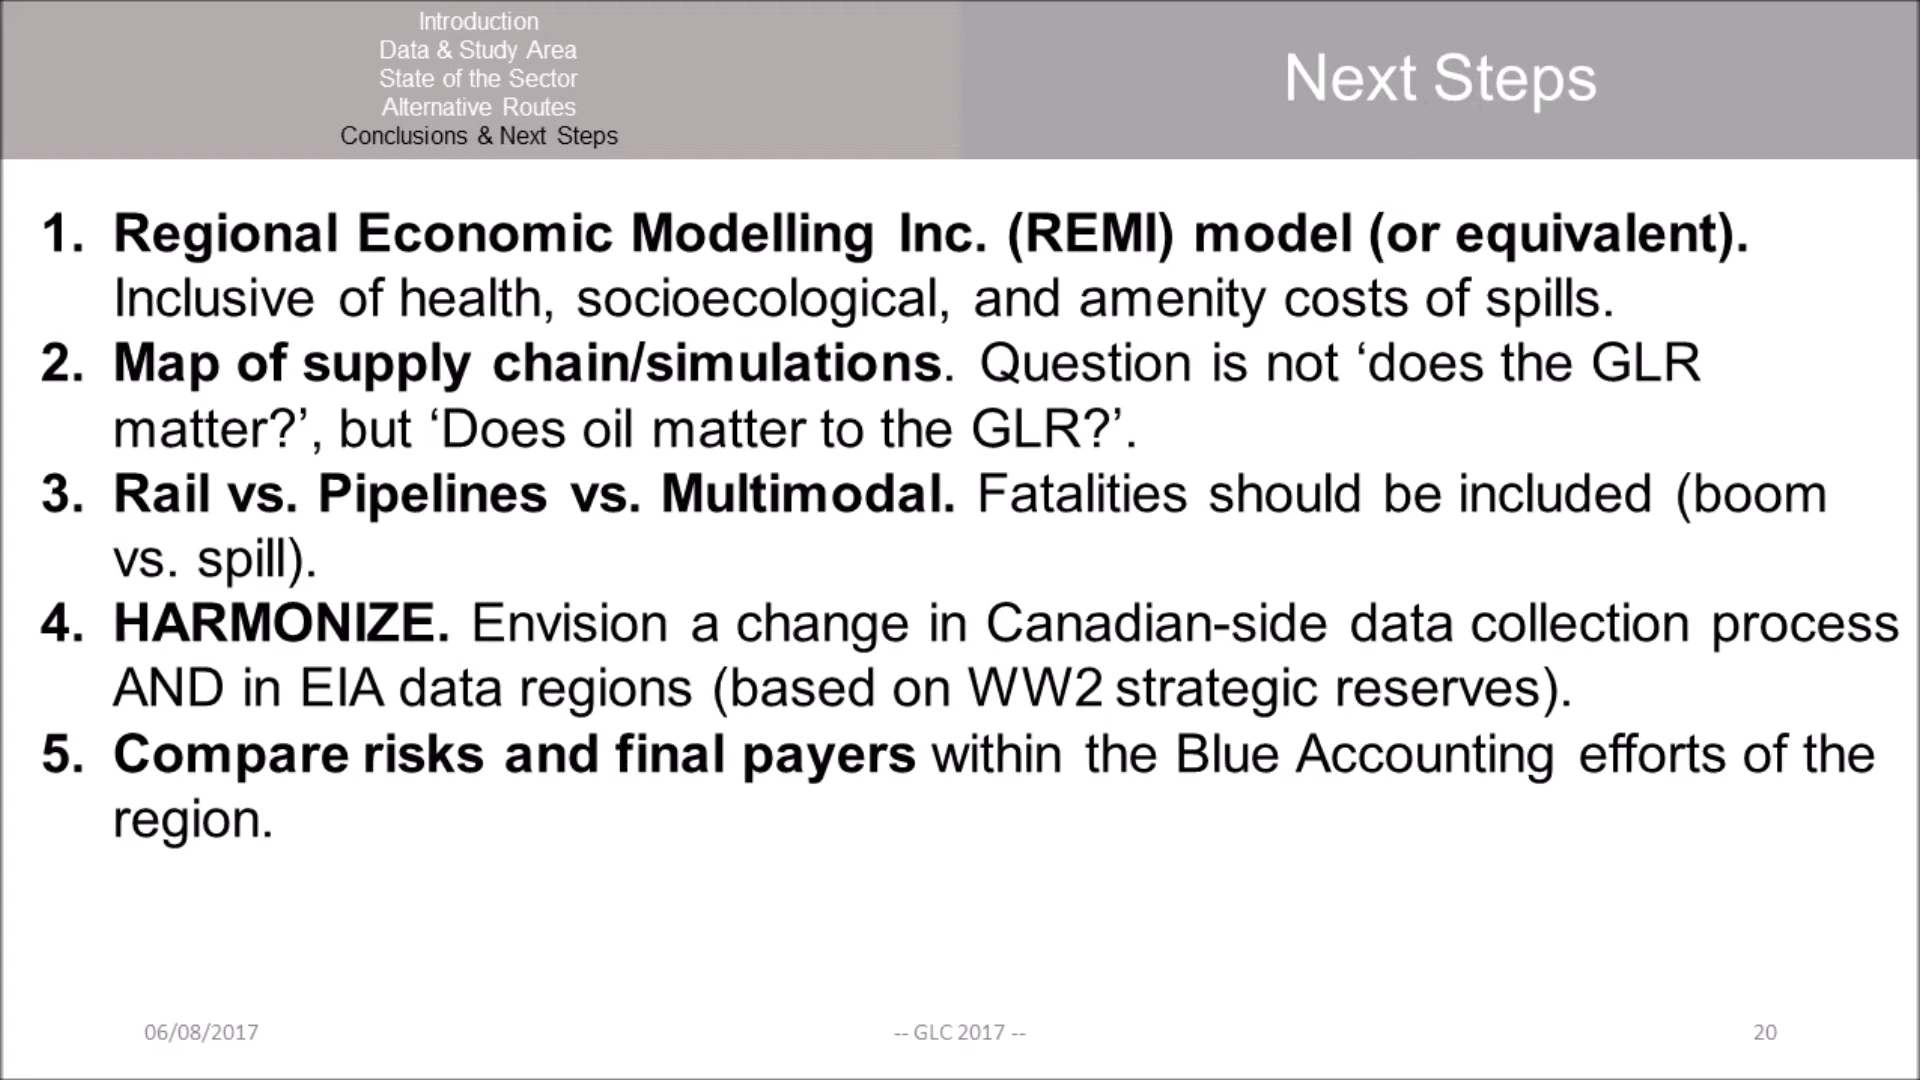 Introduction
Data & Study Area
State of the Sector
Alternative Routes
Conclusions & Next Steps
Next Steps
1. Regional Economic Modelling Inc. (REMI) model (or equivalent).
Inclusive of health, socioecological, and amenity costs of spills.
2. Map of supply chain/simulations. Question is not ‘does the GLR
matter?’, but ‘Does oil matter to the GLR?’.
3. Rail vs. Pipelines vs. Multimodal. Fatalities should be included (boom
vs. spill).
4. HARMONIZE. Envision a change in Canadian-side data collection process
AND in EIA data regions (based on WW2 strategic reserves).
5. Compare risks and final payers within the Blue Accounting efforts of the
region.
06/08/2017
-- GLC 2017 --
20